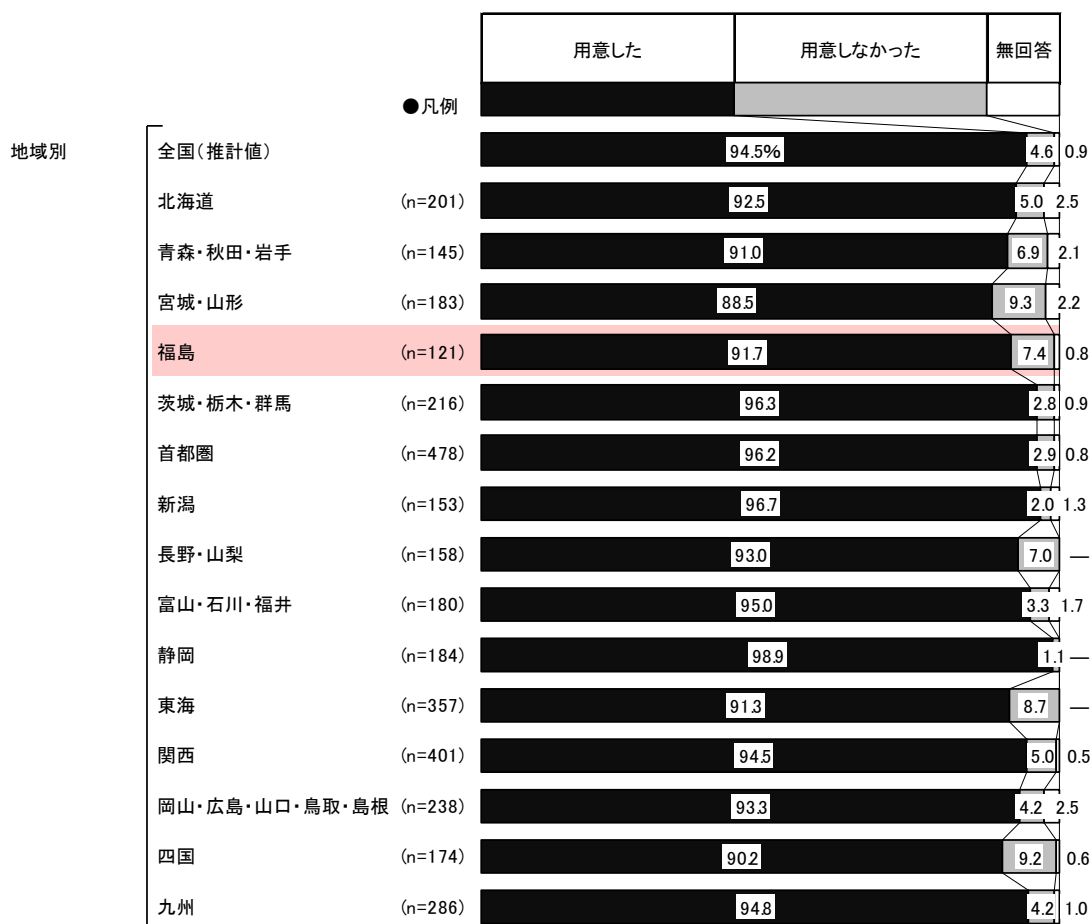 用意した 用意しなかった 無回答
●凡例
地域別 全国(推計値) 94.5% 4.6 0.9
北海道 (n=201) 92.5 5.0 2.5
青森・秋田・岩手 (n=145) 91.0 6.9 2.1
宮城・山形 (n=183) 88.5 9.3 2.2
福島 (n=121) 91.7 7.4 0.8
茨城・栃木・群馬 (n=216) 96.3 2.8 0.9
首都圏 (n=478) 96.2 2.9 0.8
新潟 (n=153) 96.7 2.0 1.3
長野・山梨 (n=158) 93.0 7.0 ―
富山・石川・福井 (n=180) 95.0 3.3 1.7
静岡 (n=184) 98.9 1.1 ―
東海 (n=357) 91.3 8.7 ―
関西 (n=401) 94.5 5.0 0.5
岡山・広島・山口・鳥取・島根 (n=238) 93.3 4.2 2.5
四国 (n=174) 90.2 9.2 0.6
九州 (n=286) 94.8 4.2 1.0